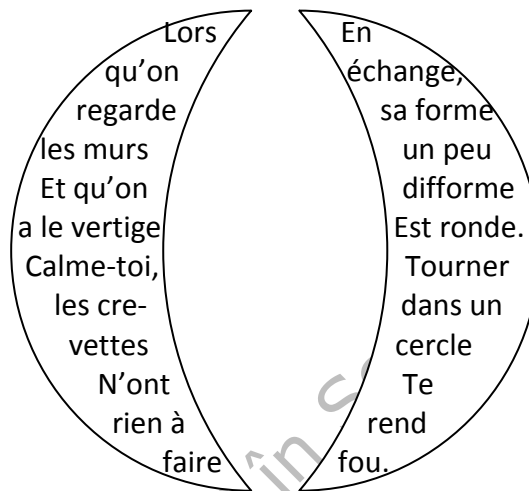 Lors
qu'on
regarde
les murs
Et qu'on
a le vertige
Calme-toi,
les cre-
vettes
N'ont
rien à
faire
En
échange,
sa forme
un peu
difforme
Est ronde.
Tourner
dans un
cercle
Te
rend
fou.